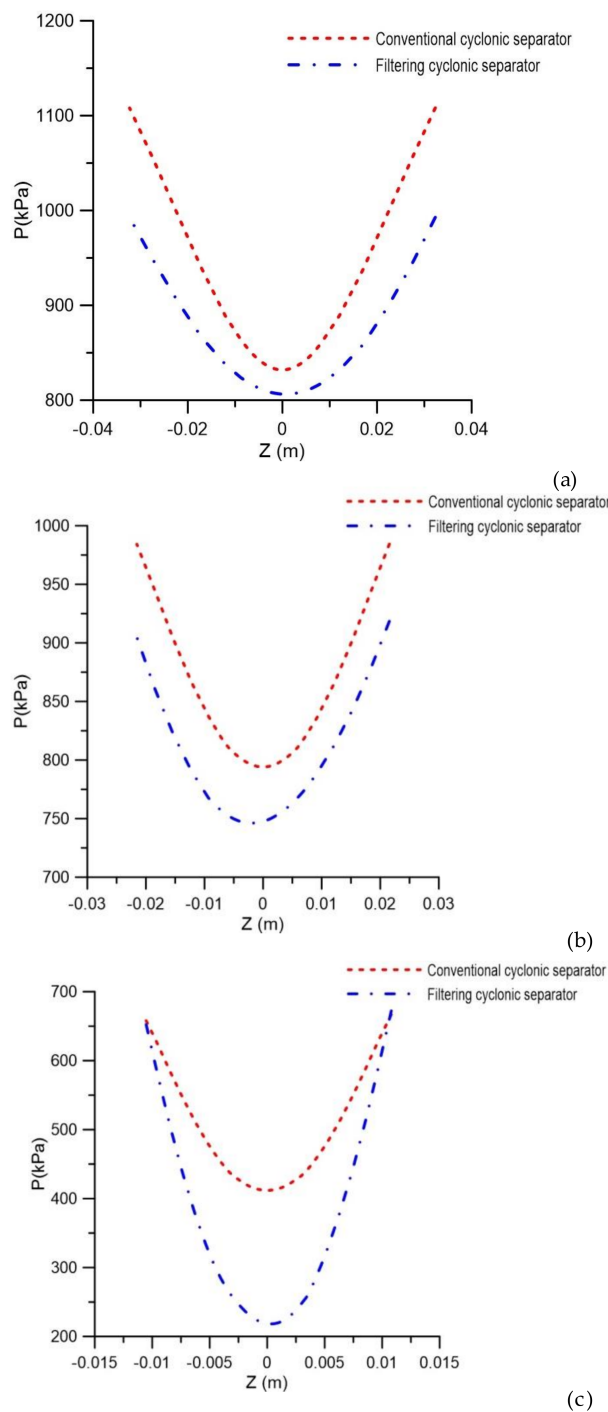 1200
Conventional cyclonic separator
Filtering cyclonic separator
1100
1000
900
800
P(kPa)
-0.04 -0.02 0 0.02 0.04
Z (m)
(a)
Conventional cyclonic separator
Filtering cyclonic separator
1000
950
900
850
800
750
700
P(kPa)
-0.03 -0.02 -0.01 0 0.01 0.02 0.03
Z (m)
(b)
Conventional cyclonic separator
Filtering cyclonic separator
700
600
500
400
300
200
P(kPa)
-0.015 -0.01 -0.005 0 0.005 0.01 0.015
Z (m)
(c)